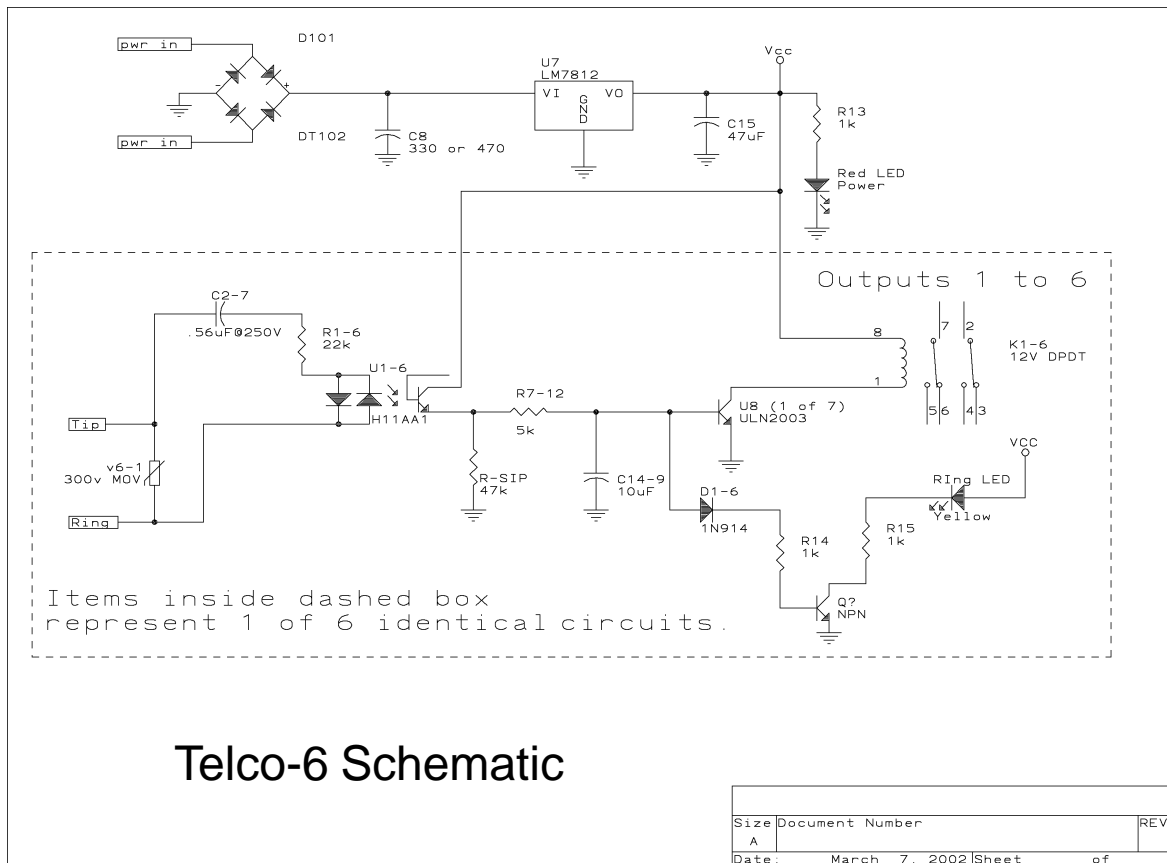 D101
pwr in
-
+
DT102
pwr in
C8
330 or 470
U7
LM7812
VI
GND
VO
C15
47uF
Vcc
R13
1k
Red LED
Power
Outputs 1 to 6
C2-7
.56uF@250V
R1-6
22k
U1-6
H11AA1
Tip
v6-1
300v MOV
Ring
R7-12
5k
R-SIP
47k
C14-9
10uF
D1-6
1N914
U8 (1 of 7)
ULN2003
8
1
7
2
5
6
4
3
K1-6
12V DPDT
VCC
RIng LED
Yellow
R15
1k
R14
1k
Q?
NPN
Items inside dashed box
represent 1 of 6 identical circuits.
Telco-6 Schematic
Size
A
Document Number
REV
Date: March 7, 2002
Sheet of